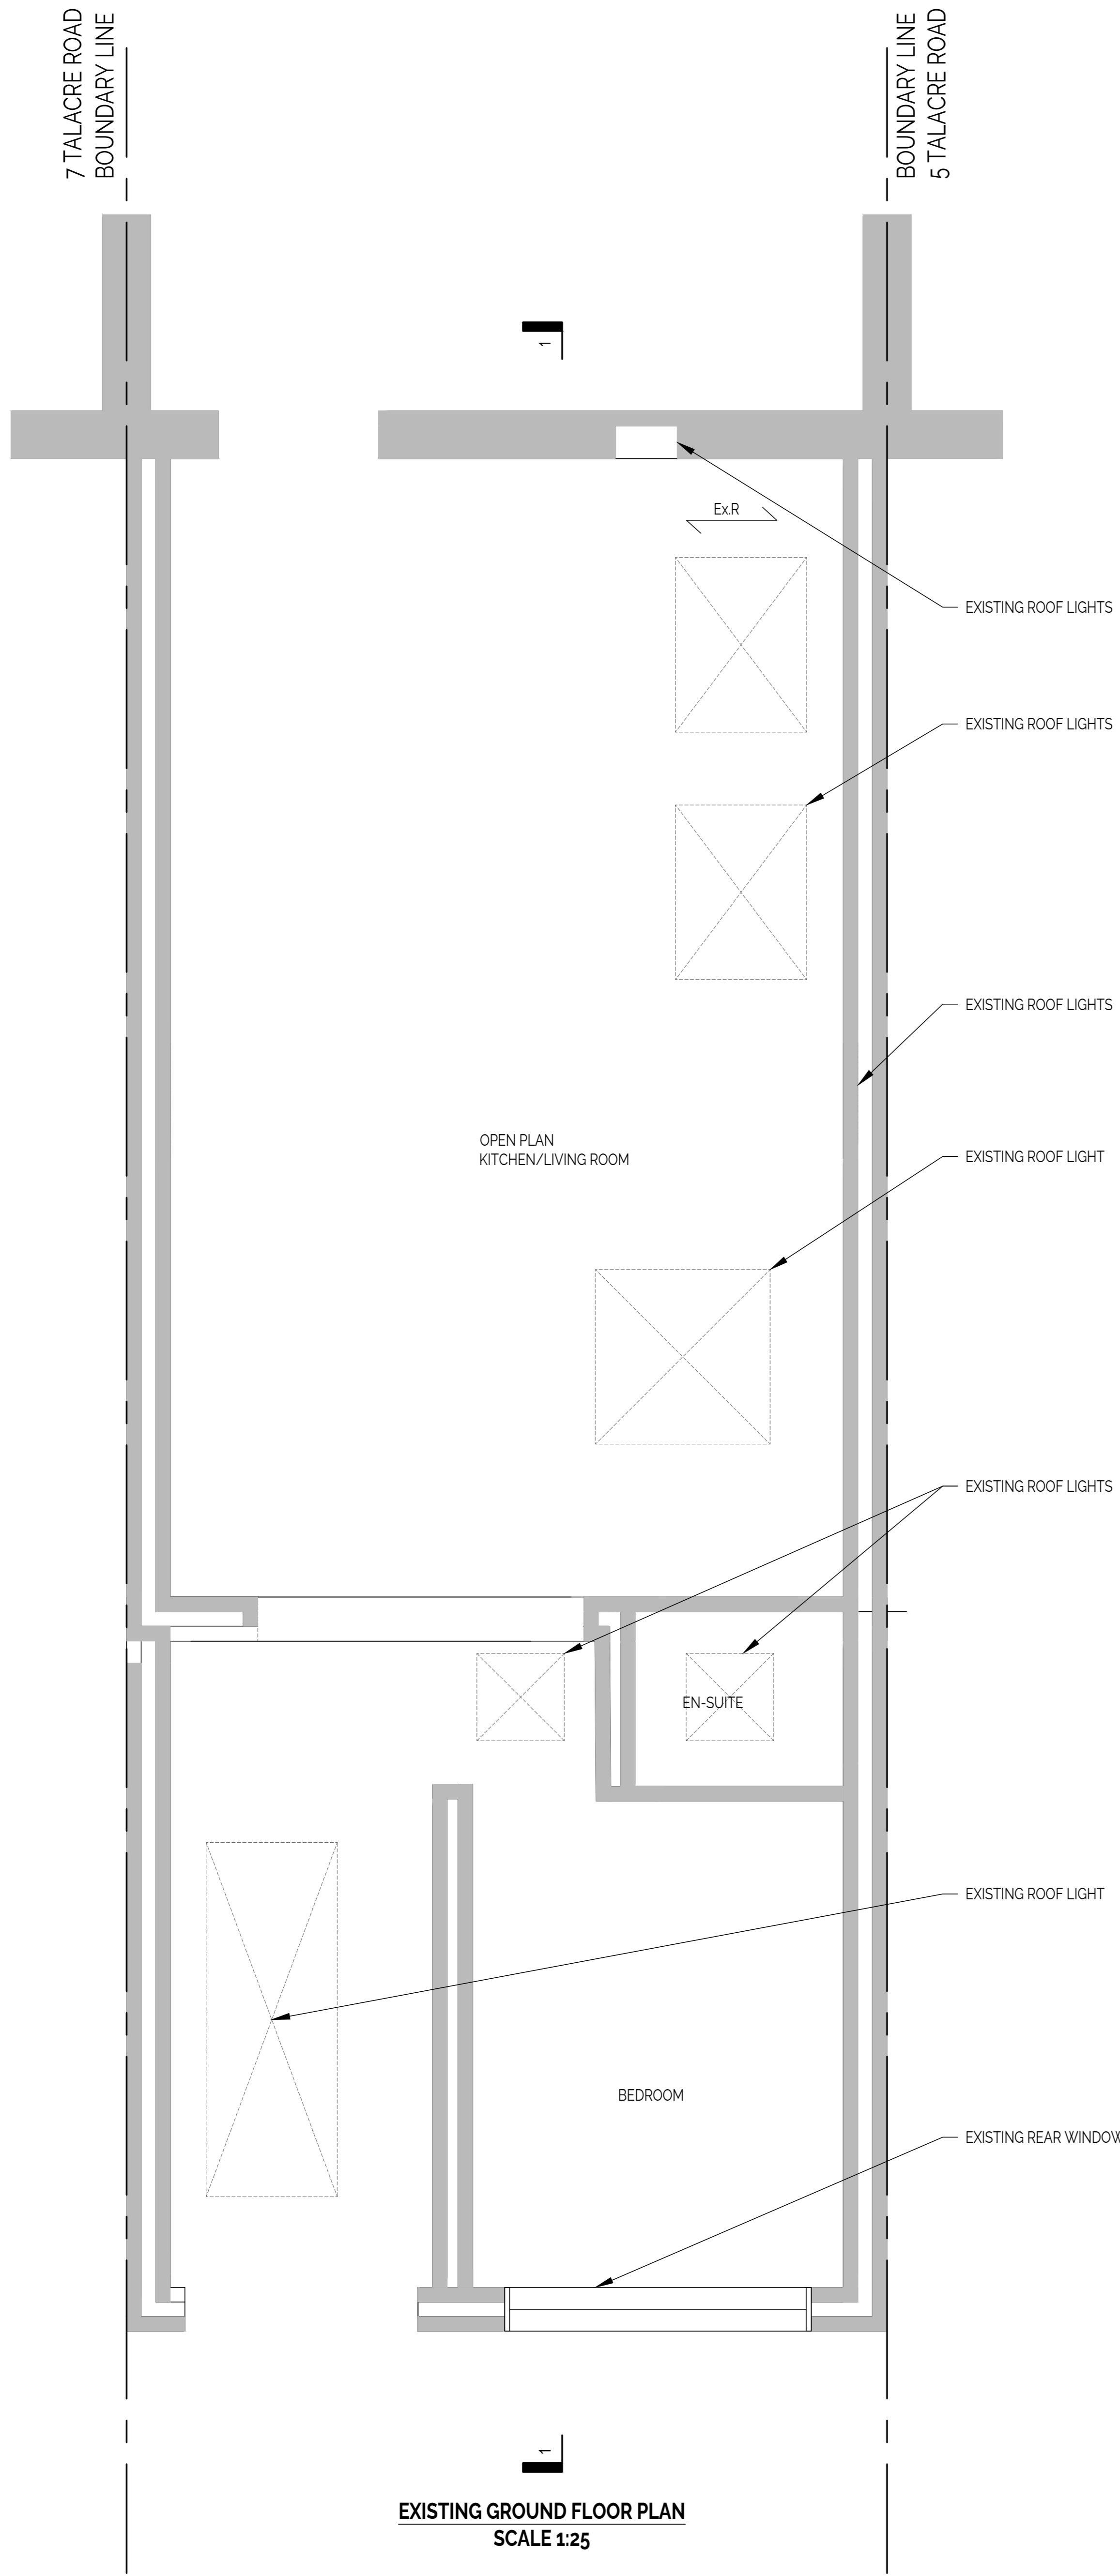 7 TALACRE ROAD
BOUNDARY LINE
BOUNDARY LINE
5 TALACRE ROAD
1
Ex.R
EXISTING ROOF LIGHTS
EXISTING ROOF LIGHTS
EXISTING ROOF LIGHTS
OPEN PLAN
KITCHEN/LIVING ROOM
EXISTING ROOF LIGHT
EXISTING ROOF LIGHTS
EN-SUITE
EXISTING ROOF LIGHT
BEDROOM
EXISTING REAR WINDOW
1
EXISTING GROUND FLOOR PLAN
SCALE 1:25